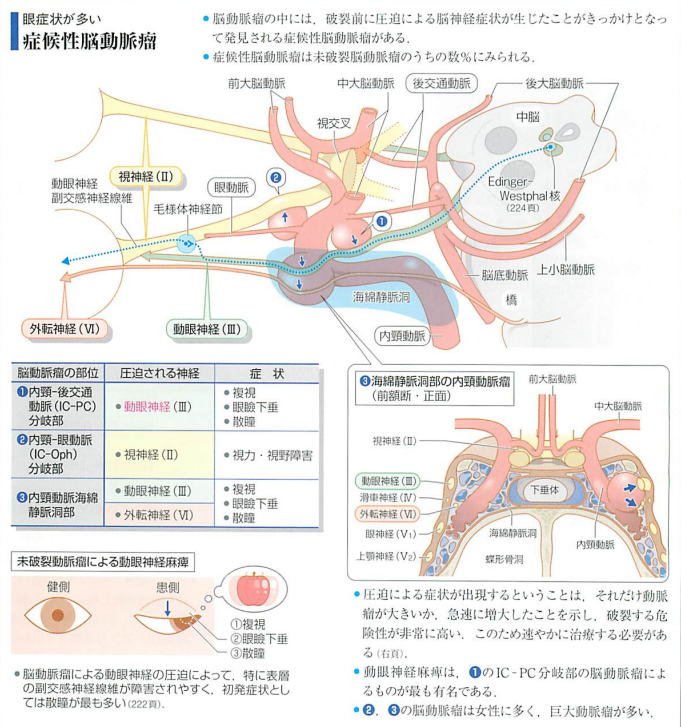 眼症状が多い
症候性脳動脈瘤
● 脳動脈瘤の中には，破裂前に圧迫による脳神経症状が生じたことがきっかけとなっ
て発見される症候性脳動脈瘤がある．
● 症候性脳動脈瘤は未破裂脳動脈瘤のうちの数％にみられる．
前大脳動脈
中大脳動脈
後交通動脈
後大脳動脈
視交叉
中脳
視神経（Ⅱ）
❷
動眼神経
副交感神経線維
眼動脈
毛様体神経節
❶
Edinger-
Westphal 核
（224頁）
脳底動脈
上小脳動脈
橋
海綿静脈洞
外転神経（Ⅵ）
動眼神経（Ⅲ）
内頸動脈
脳動脈瘤の部位
圧迫される神経
症 状
❶内頸-後交通
動脈（IC-PC）
分岐部
● 動眼神経（Ⅲ）
● 複視
● 眼瞼下垂
● 散瞳
❷内頸-眼動脈
（IC-Oph）
分岐部
● 視神経（Ⅱ）
● 視力・視野障害
❸内頸動脈海綿
静脈洞部
● 動眼神経（Ⅲ）
● 外転神経（Ⅵ）
● 複視
● 眼瞼下垂
● 散瞳
❸海綿静脈洞部の内頸動脈瘤
（前額断・正面）
前大脳動脈
中大脳動脈
視神経（Ⅱ）
動眼神経（Ⅲ）
滑車神経（Ⅳ）
外転神経（Ⅵ）
眼神経（V₁）
上顎神経（V₂）
下垂体
海綿静脈洞
蝶形骨洞
内頸動脈
未破裂動脈瘤による動眼神経麻痺
健側
患側
①複視
②眼瞼下垂
③散瞳
● 脳動脈瘤による動眼神経の圧迫によって，特に表層
の副交感神経線維が障害されやすく，初発症状とし
ては散瞳が最も多い（222頁）．
● 圧迫による症状が出現するということは，それだけ動脈
瘤が大きいか，急速に増大したことを示し，破裂する危
険性が非常に高い．このため速やかに治療する必要があ
る（右頁）．
● 動眼神経麻痺は，❶のIC-PC分岐部の脳動脈瘤によ
るものが最も有名である．
● ❷，❸の脳動脈瘤は女性に多く，巨大動脈瘤が多い．